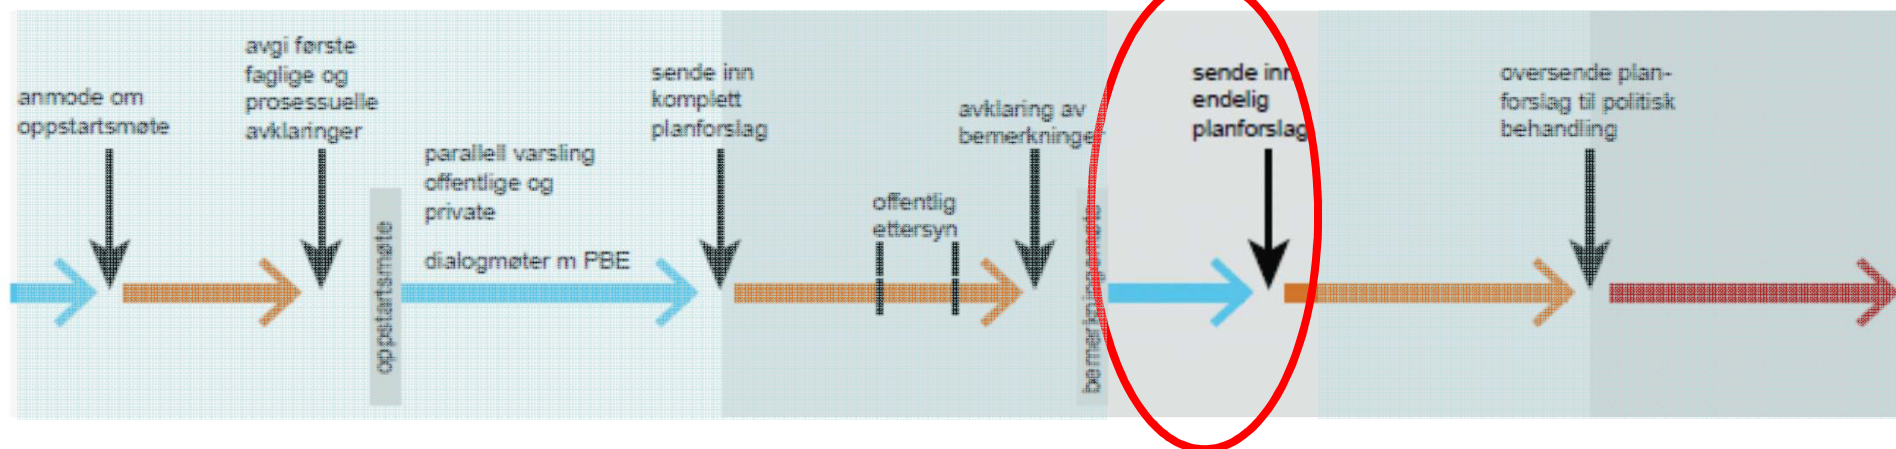 anmode om
oppstartsmøte
avgi første
faglige og
prosessuelle
avklaringer
oppstartsmøte
parallell varsling
offentlige og
private
dialogmøter m PBE
sende inn
komplett
planforslag
offentlig
ettersyn
avklaring av
bemerkninger
sende inn
endelig
planforslag
oversende plan-
forslag til politisk
behandling